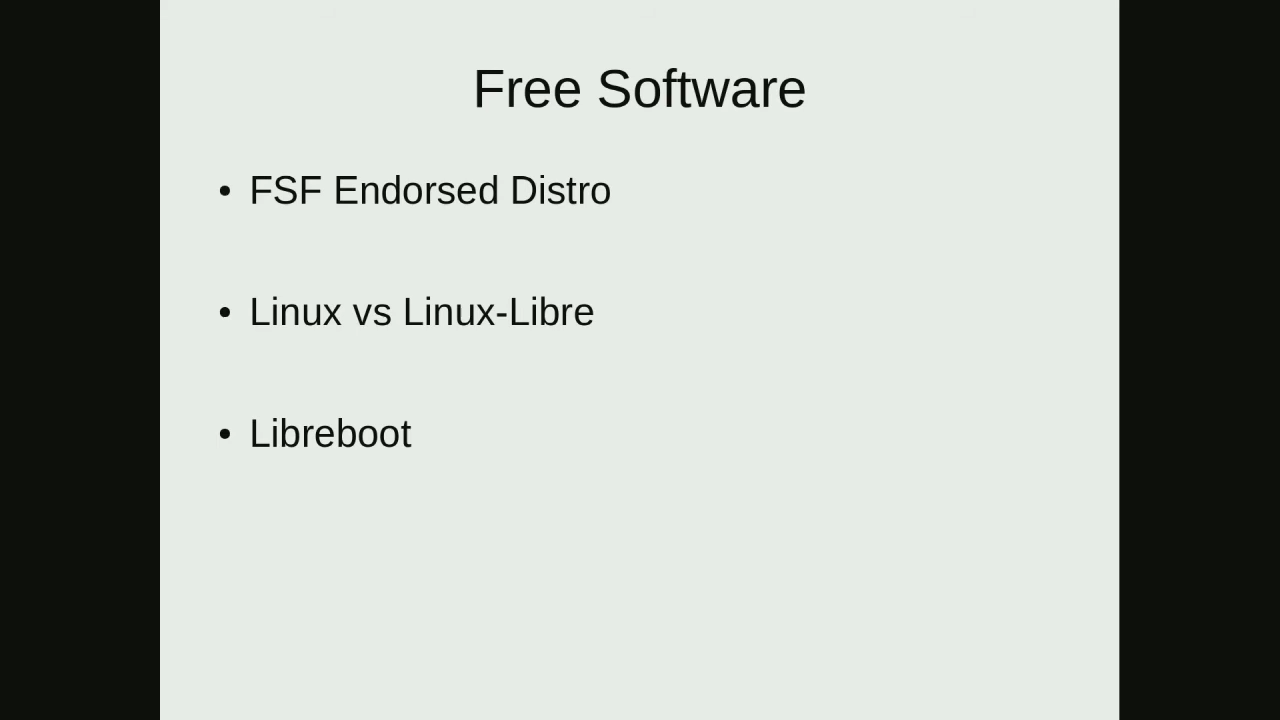 Free Software
• FSF Endorsed Distro
• Linux vs Linux-Libre
• Libreboot